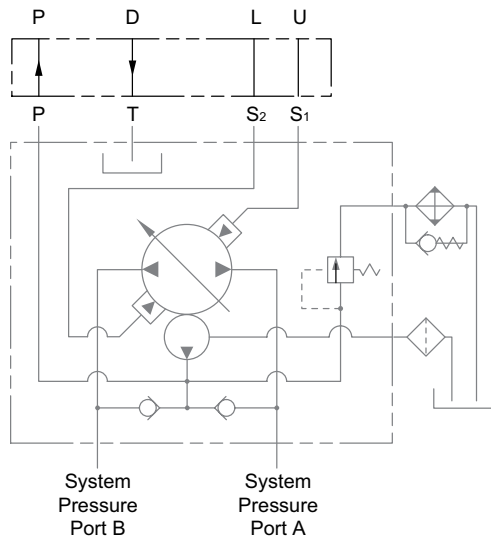 P D L U
P T S2 S1
System
Pressure
Port B
System
Pressure
Port A